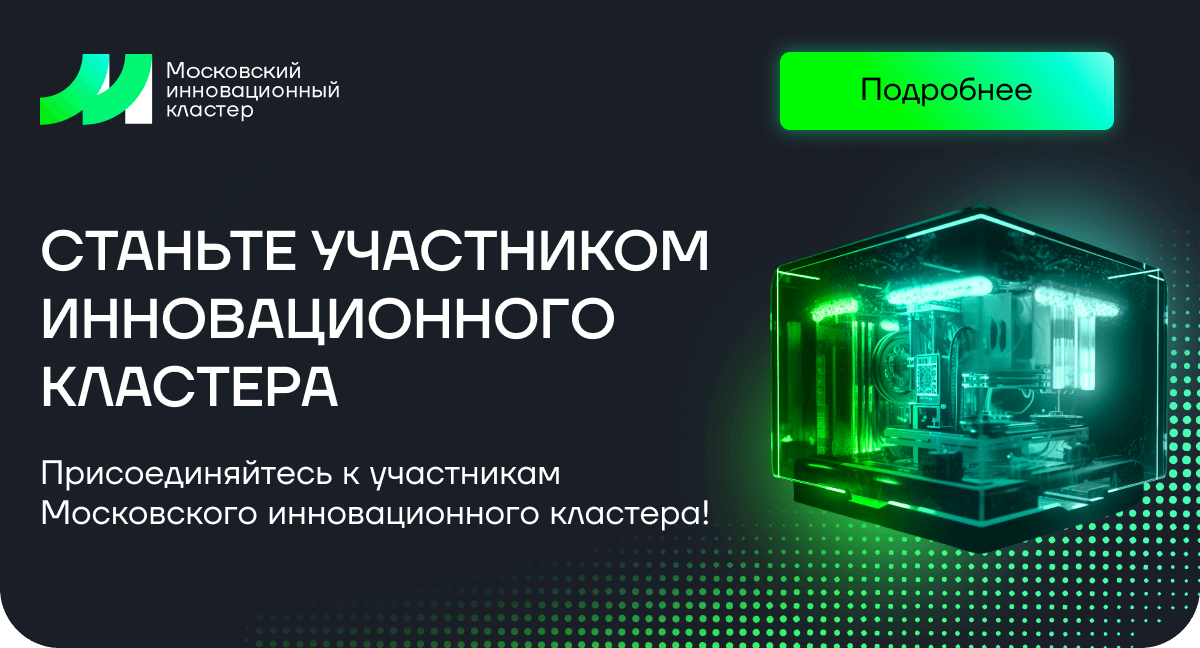 Московский
инновационный
кластер
Подробнее
СТАНЬТЕ УЧАСТНИКОМ
ИННОВАЦИОННОГО
КЛАСТЕРА
Присоединяйтесь к участникам
Московского инновационного кластера!